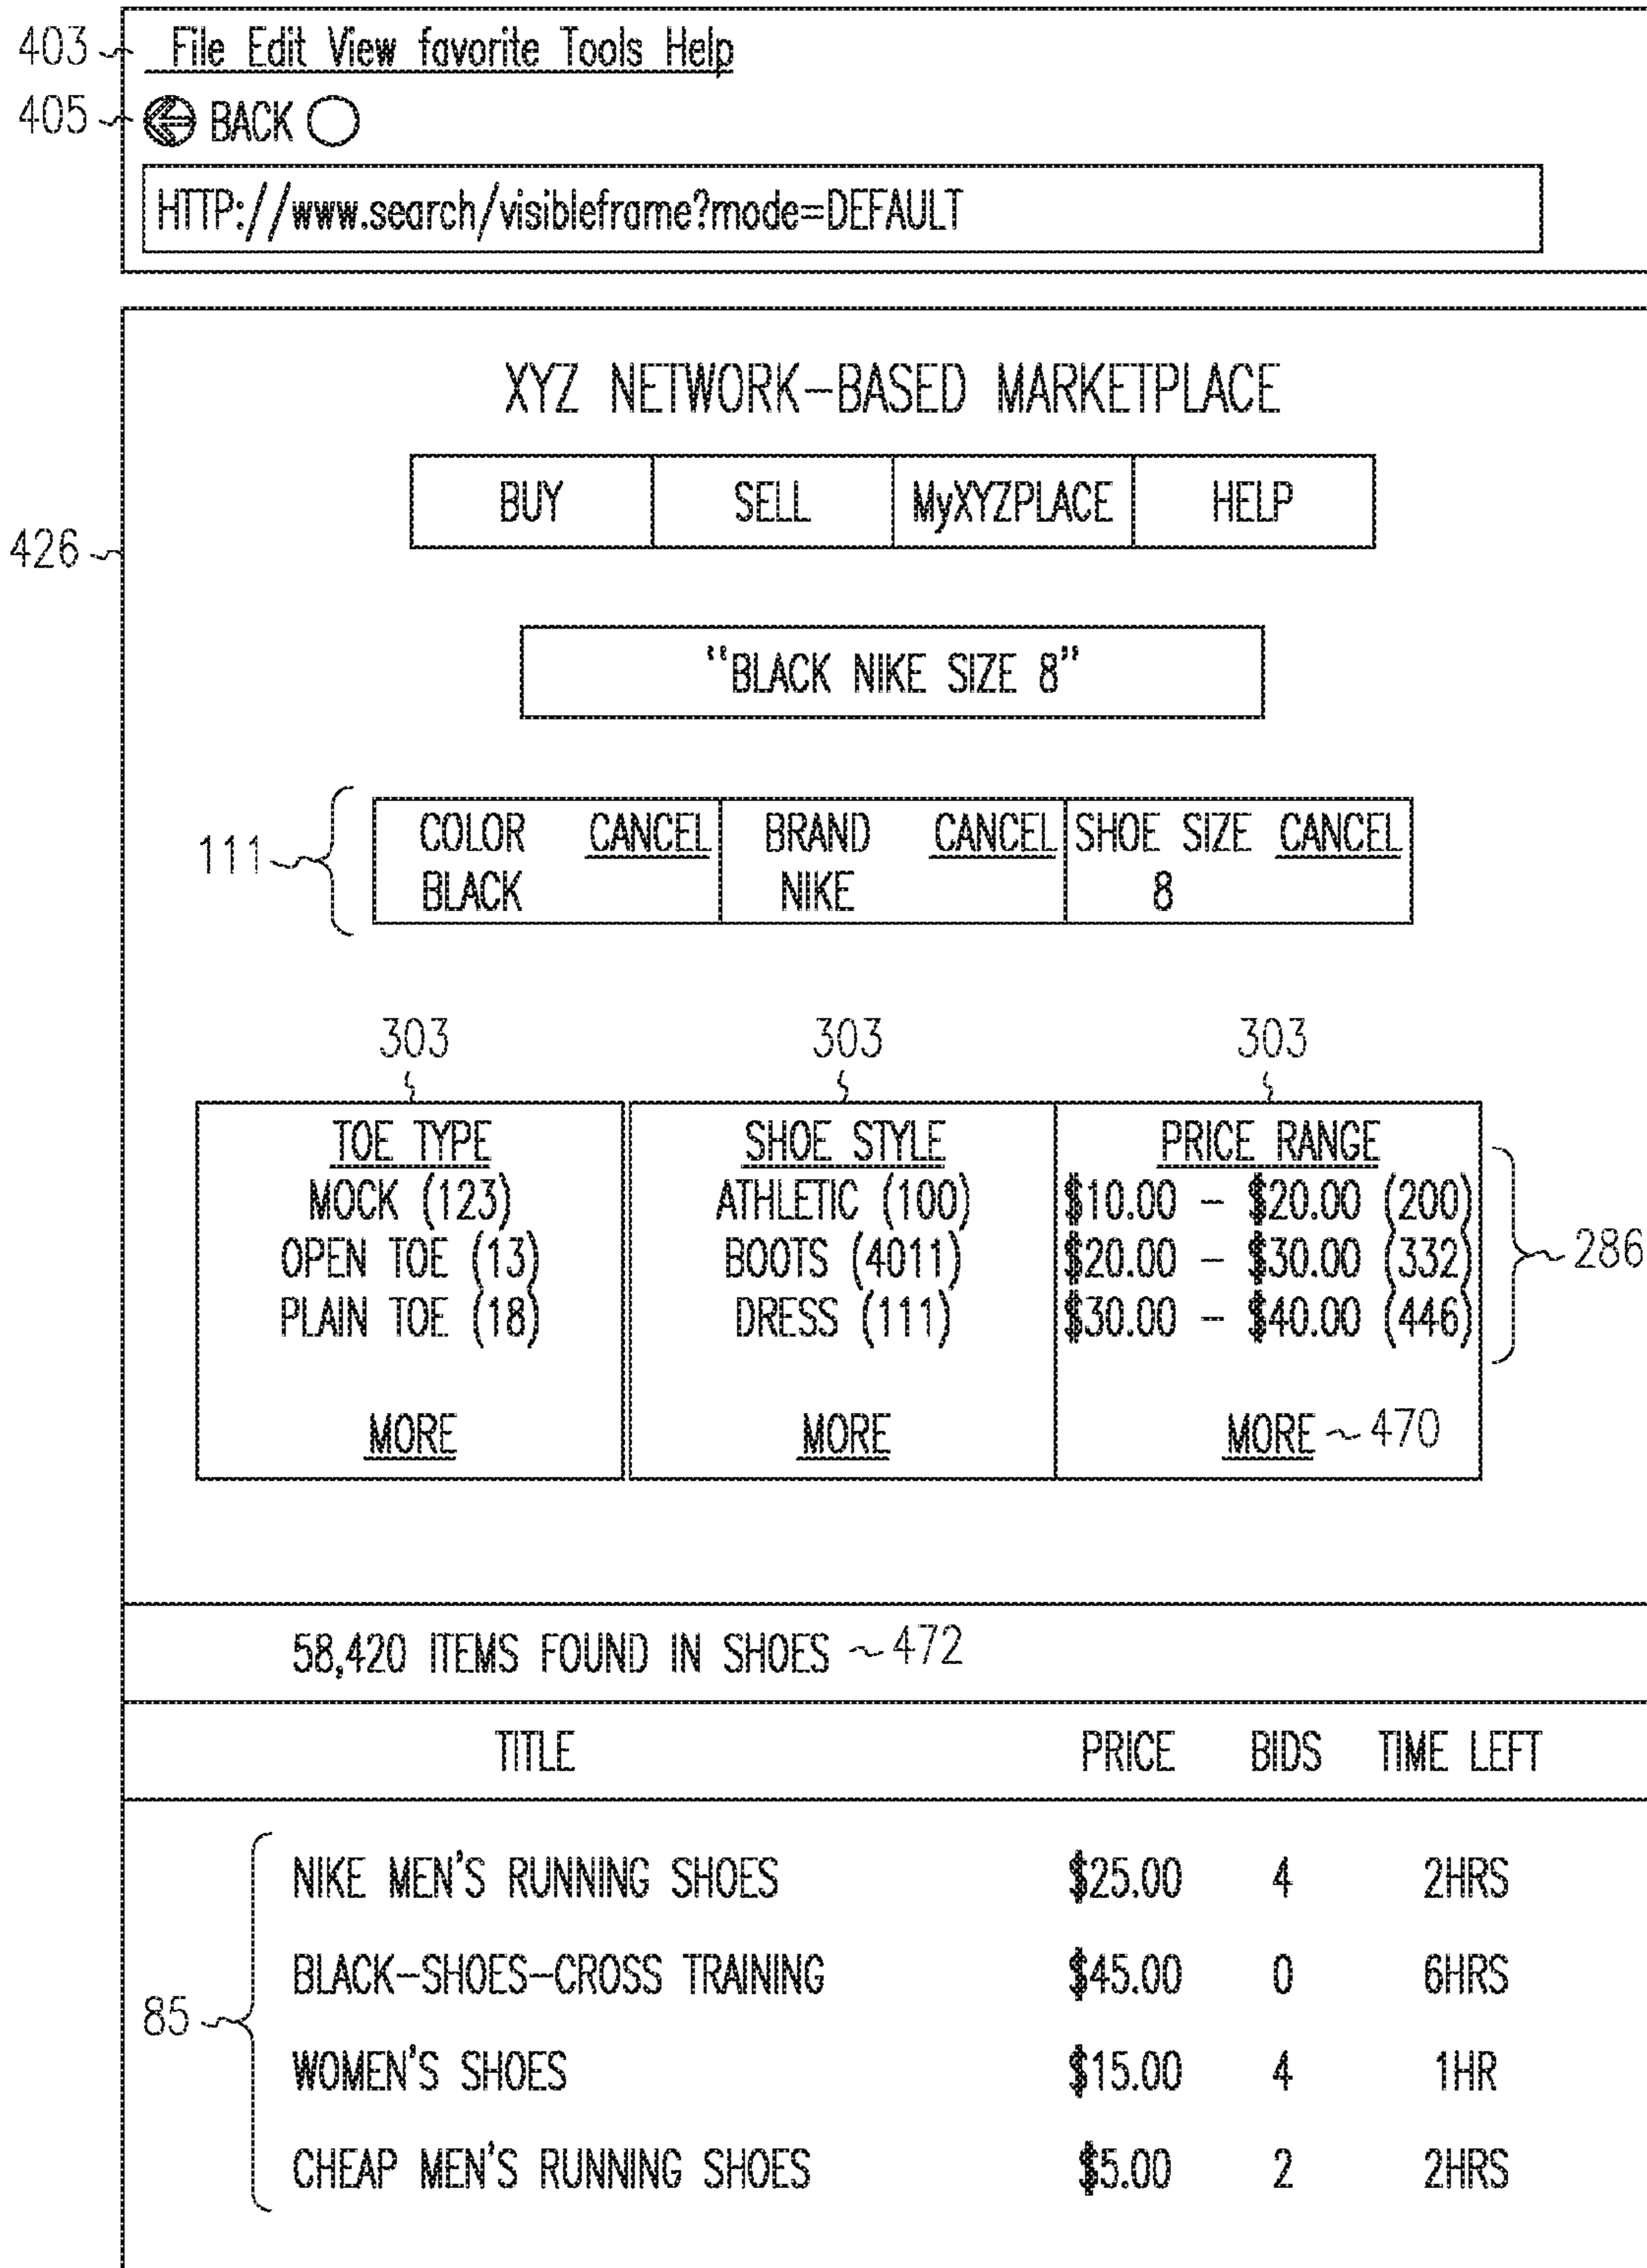 403 File Edit View favorite Tools Help
405 BACK
HTTP://www.search/visibleframe?mode=DEFAULT
XYZ NETWORK-BASED MARKETPLACE
BUY SELL MyXYZPLACE HELP
426
"BLACK NIKE SIZE 8"
COLOR CANCEL BRAND CANCEL SHOE SIZE CANCEL
111
BLACK NIKE 8
303 303 303
TOE TYPE SHOE STYLE PRICE RANGE
MOCK (123) ATHLETIC (100) $10.00 - $20.00 (200)
OPEN TOE (13) BOOTS (4011) $20.00 - $30.00 (332) 286
PLAIN TOE (18) DRESS (111) $30.00 - $40.00 (446)
MORE MORE MORE 470
58,420 ITEMS FOUND IN SHOES 472
TITLE PRICE BIDS TIME LEFT
NIKE MEN'S RUNNING SHOES $25.00 4 2HRS
BLACK-SHOES-CROSS TRAINING $45.00 0 6HRS
85
WOMEN'S SHOES $15.00 4 1HR
CHEAP MEN'S RUNNING SHOES $5.00 2 2HRS